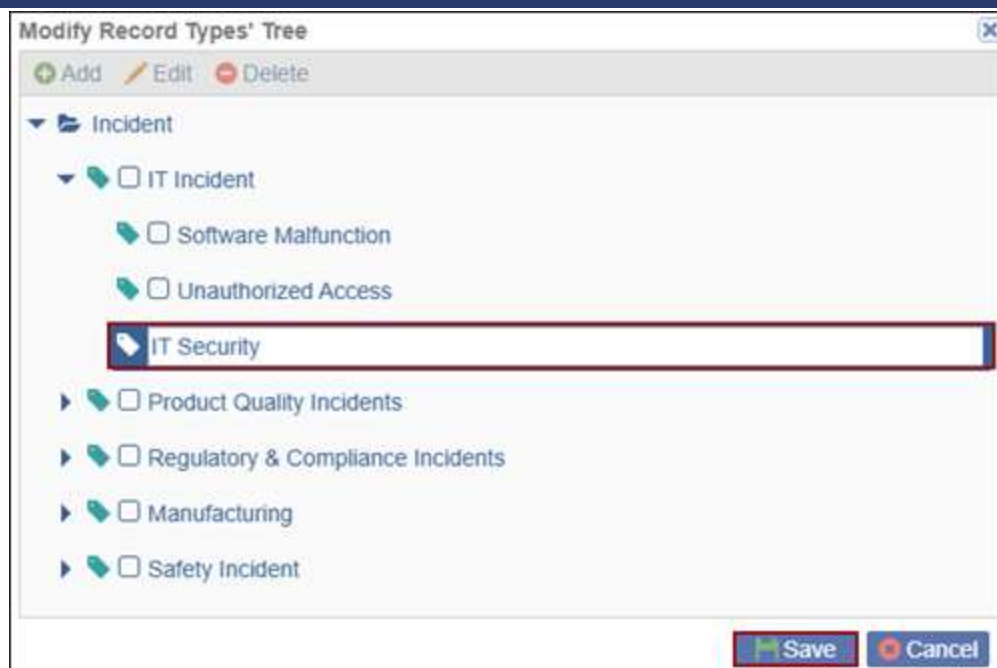 Modify Record Types' Tree
Add Edit Delete
Incident
IT Incident
Software Malfunction
Unauthorized Access
IT Security
Product Quality Incidents
Regulatory & Compliance Incidents
Manufacturing
Safety Incident
Save Cancel